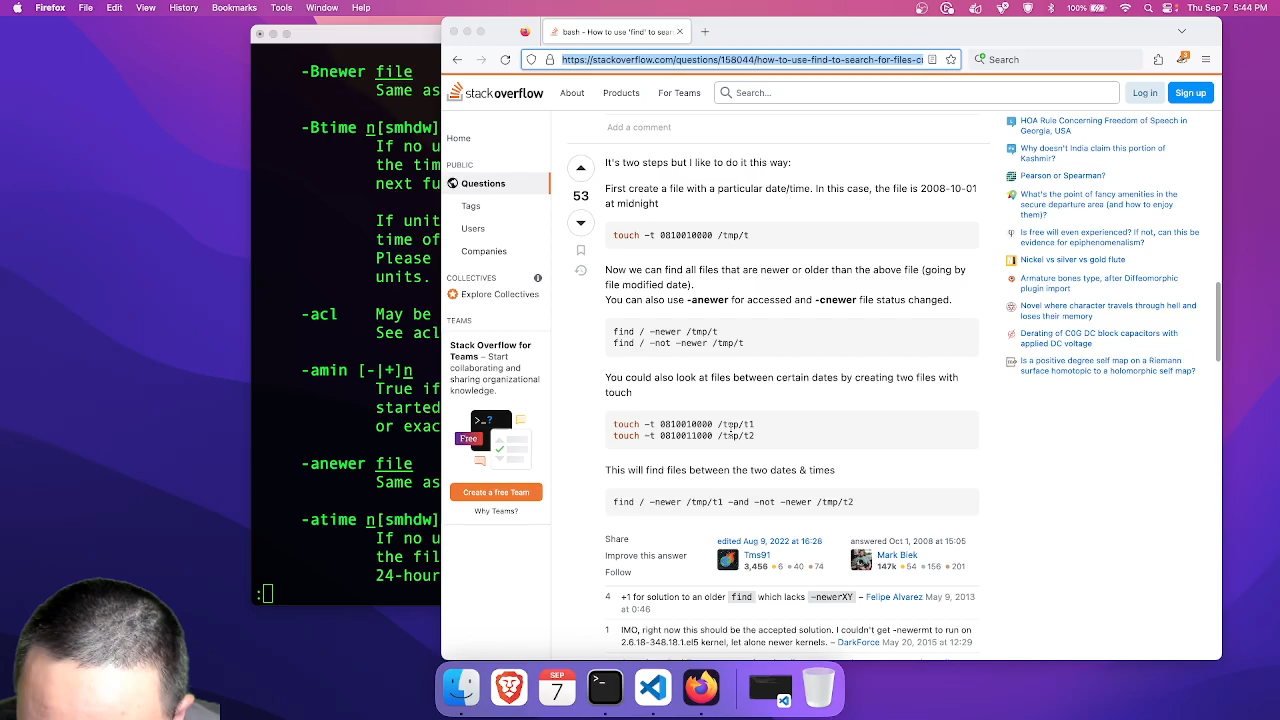 Firefox File Edit View History Bookmarks Tools Window Help
100% Thu Sep 7 5:44 PM
-Bnewer file
Same as
-Btime n[smhdw]
If no u
the tim
next fu
If unit
time of
Please
units.
-acl May be
See acl
-amin [-|+]n
True if
started
or exac
-anewer file
Same as
-atime n[smhdw]
If no u
the fil
24-hour
:
bash - How to use 'find' to sear
https://stackoverflow.com/questions/158044/how-to-use-find-to-search-for-files-cr
Search
3
stackoverflow About Products For Teams Search... Log in Sign up
Home
PUBLIC
Questions
Tags
Users
Companies
COLLECTIVES
Explore Collectives
TEAMS
Stack Overflow for
Teams – Start
collaborating and
sharing organizational
knowledge.
>_?
Free
Create a free Team
Why Teams?
Add a comment
53
It's two steps but I like to do it this way:
First create a file with a particular date/time. In this case, the file is 2008-10-01
at midnight
touch -t 0810010000 /tmp/t
Now we can find all files that are newer or older than the above file (going by
file modified date).
You can also use -anewer for accessed and -cnewer file status changed.
find / -newer /tmp/t
find / -not -newer /tmp/t
You could also look at files between certain dates by creating two files with
touch
touch -t 0810010000 /tmp/t1
touch -t 0810011000 /tmp/t2
This will find files between the two dates & times
find / -newer /tmp/t1 -and -not -newer /tmp/t2
Share
Improve this answer
Follow
edited Aug 9, 2022 at 16:28
Tms91
3,456 6 40 74
answered Oct 1, 2008 at 15:05
Mark Biek
147k 54 156 201
4 +1 for solution to an older find which lacks -newerXY – Felipe Alvarez May 9, 2013
at 0:46
1 IMO, right now this should be the accepted solution. I couldn't get -newermt to run on
2.6.18-348.18.1.el5 kernel, let alone newer kernels. – DarkForce May 20, 2015 at 12:29
HOA Rule Concerning Freedom of Speech in
Georgia, USA
Why doesn't India claim this portion of
Kashmir?
Pearson or Spearman?
What's the point of fancy amenities in the
secure departure area (and how to enjoy
them)?
Is free will even experienced? If not, can this be
evidence for epiphenomenalism?
Nickel vs silver vs gold flute
Armature bones type, after Diffeomorphic
plugin import
Novel where character travels through hell and
loses their memory
Derating of C0G DC block capacitors with
applied DC voltage
Is a positive degree self map on a Riemann
surface homotopic to a holomorphic self map?
SEP
7
>_